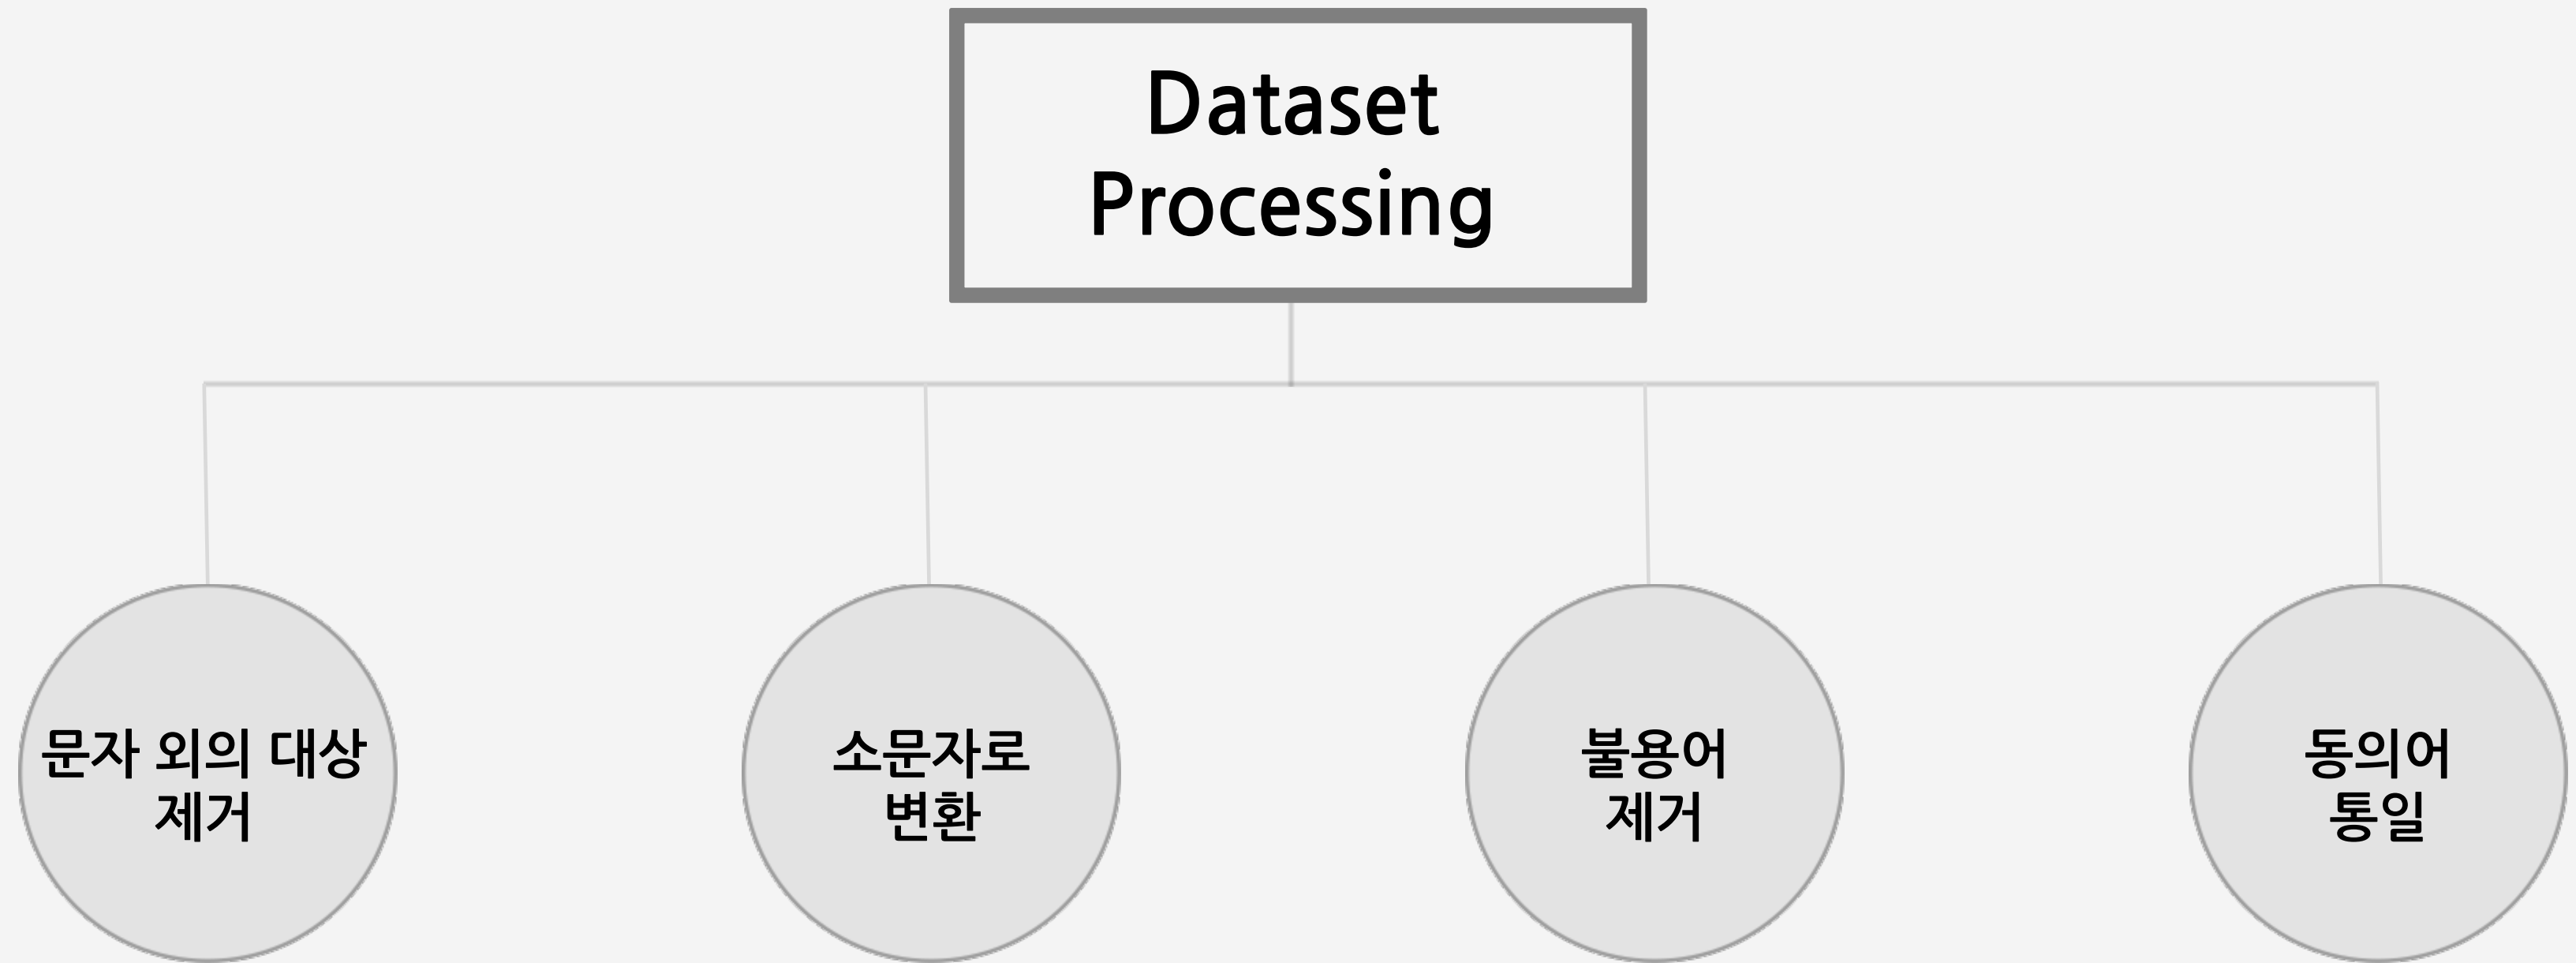 Dataset
Processing
문자 외의 대상
제거
소문자로
변환
불용어
제거
동의어
통일